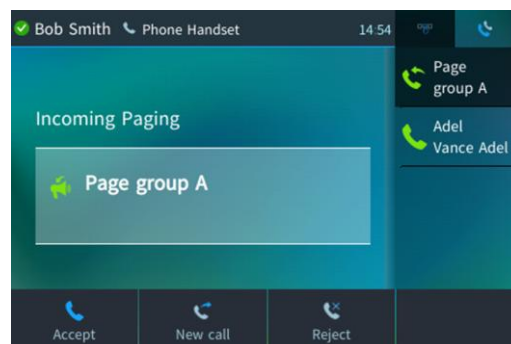 Bob Smith Phone Handset 14:54
Page
group A
Adel
Vance Adel
Incoming Paging
Page group A
Accept New call Reject